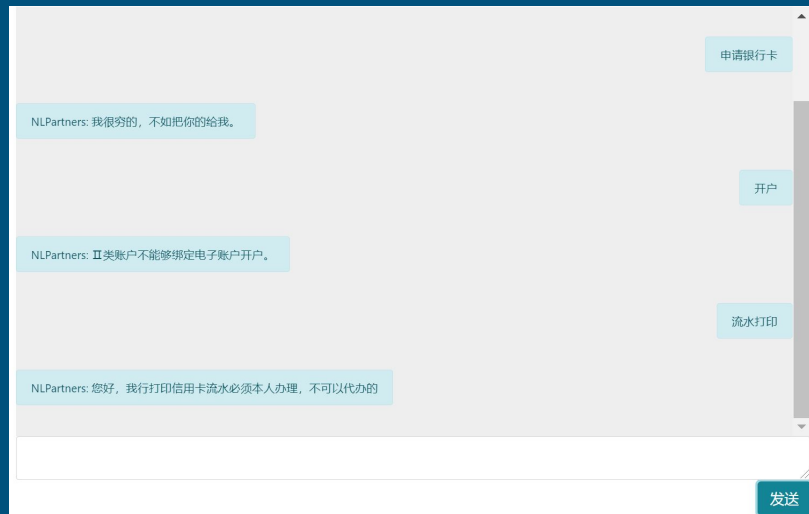 申请银行卡
NLPartners: 我很穷的，不如把你的给我。
开户
NLPartners: Ⅱ类账户不能够绑定电子账户开户。
流水打印
NLPartners: 您好，我行打印信用卡流水必须本人办理，不可以代办的
发送